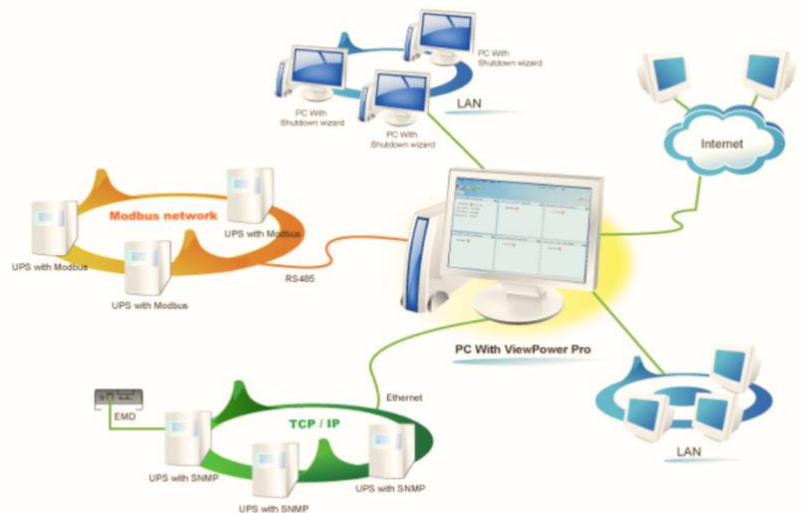 PC With
Shutdown wizard
PC With
Shutdown wizard
PC With
Shutdown wizard
LAN
Internet
Modbus network
UPS with Modbus
UPS with Modbus
UPS with Modbus
RS485
PC With ViewPower Pro
Ethernet
EMD
TCP / IP
UPS with SNMP
UPS with SNMP
UPS with SNMP
LAN